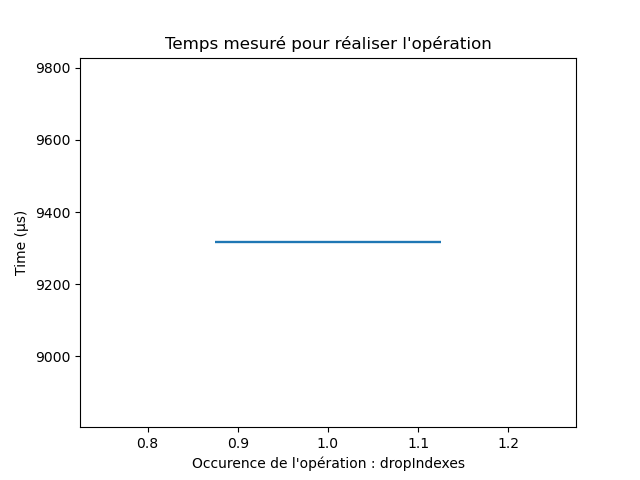 Temps mesuré pour réaliser l'opération
9800
9600
9400
9200
9000
Time (µs)
0.8 0.9 1.0 1.1 1.2
Occurence de l'opération : dropIndexes